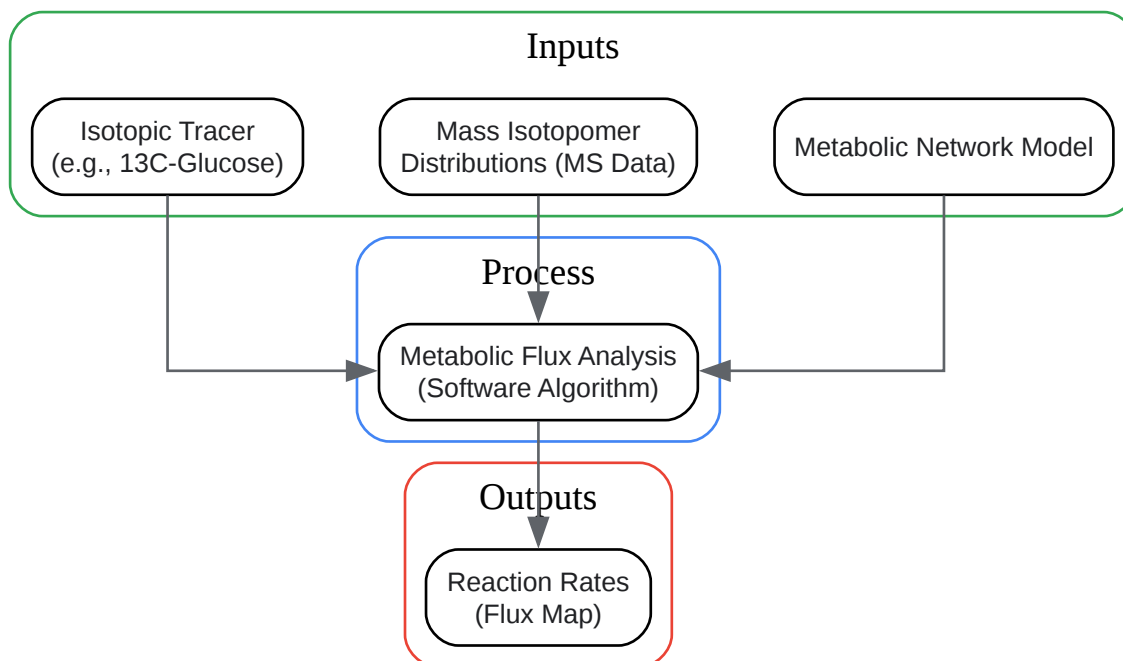 Inputs
Isotopic Tracer
(e.g., 13C-Glucose)
Mass Isotopomer
Distributions (MS Data)
Metabolic Network Model
Process
Metabolic Flux Analysis
(Software Algorithm)
Outputs
Reaction Rates
(Flux Map)